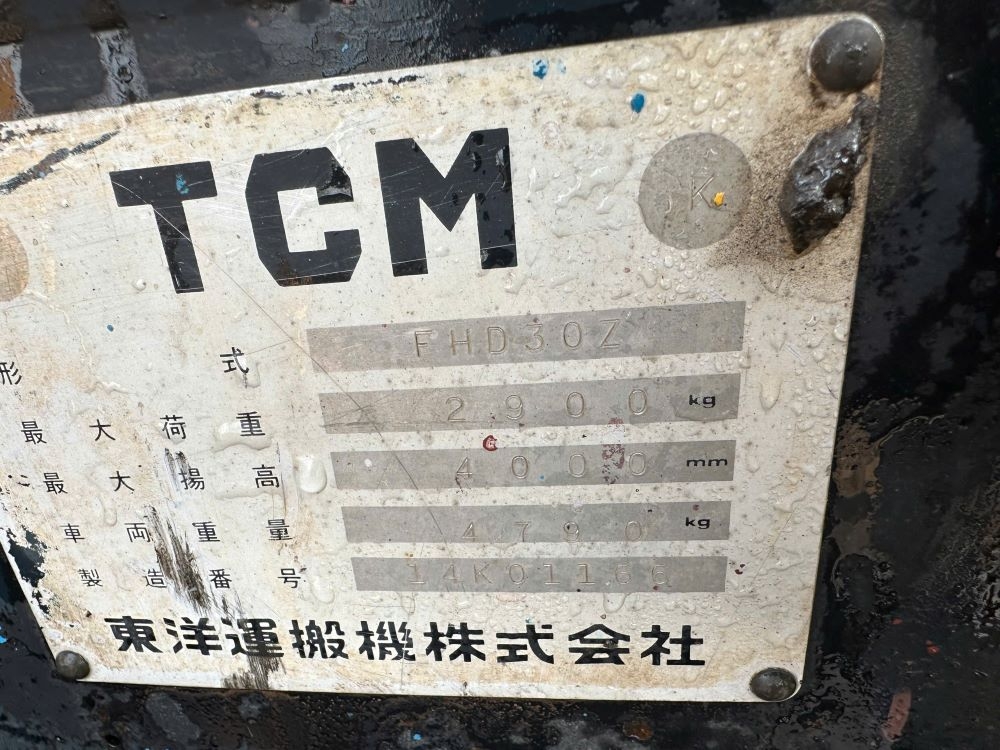 TCM
K
形 式 FHD30Z
最 大 荷 重 2900 kg
最 大 揚 高 4000 mm
車 両 重 量 4790 kg
製 造 番 号 14K01166
東洋運搬機株式会社